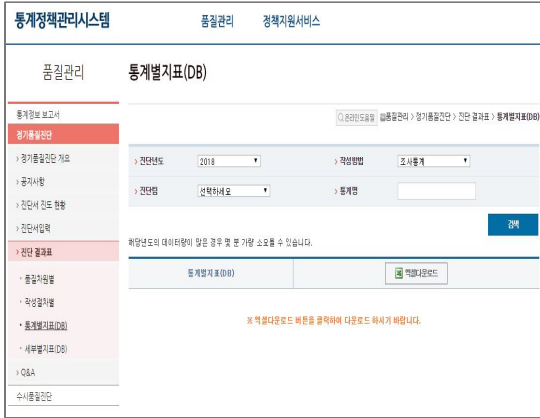 통계정책관리시스템
품질관리 정책지원서비스
품질관리
통계별지표(DB)
온라인도움말 품질관리 > 정기품질진단 > 진단 결과표 > 통계별지표(DB)
통계정보 보고서
정기품질진단
> 정기품질진단 개요
> 공지사항
> 진단서 진도 현황
> 진단서입력
> 진단 결과표
· 품질차원별
· 작성절차별
· 통계별지표(DB)
· 세부별지표(DB)
> Q&A
수시품질진단
> 진단년도 2018 > 작성방법 조사통계
> 진단팀 선택하세요 > 통계명
검색
해당년도의 데이터량이 많은 경우 몇 분 가량 소요될 수 있습니다.
통계별지표(DB) 엑셀다운로드
※ 엑셀다운로드 버튼을 클릭하여 다운로드 하시기 바랍니다.